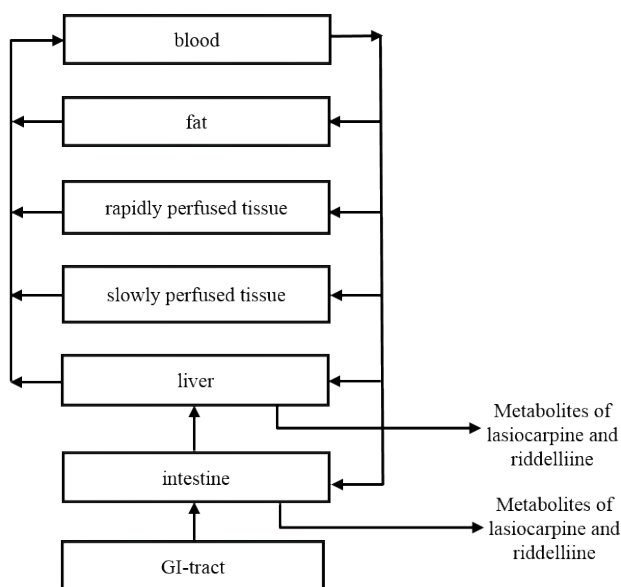 blood
fat
rapidly perfused tissue
slowly perfused tissue
liver
Metabolites of
lasiocarpine and
riddelliine
intestine
Metabolites of
lasiocarpine and
riddelliine
GI-tract